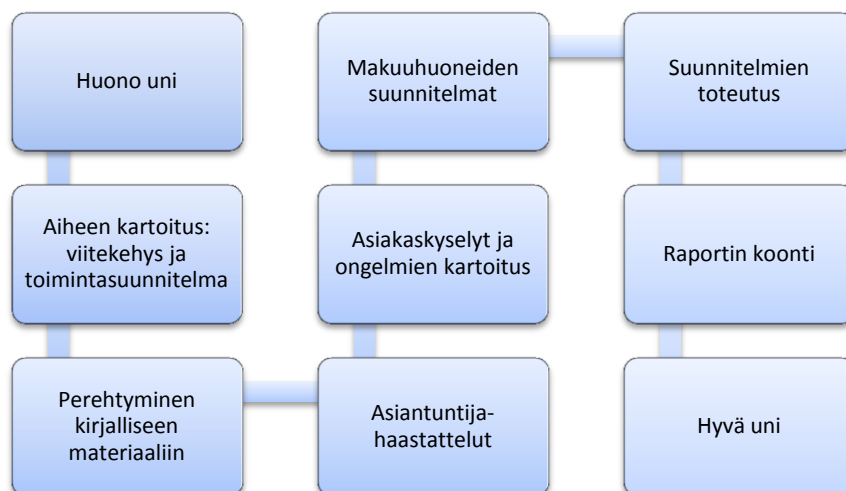 Huono uni
Aiheen kartoitus:
viitekehys ja
toimintasuunnitelma
Perehtyminen
kirjalliseen
materiaaliin
Asiantuntija-
haastattelut
Asiakaskyselyt ja
ongelmien kartoitus
Makuuhuoneiden
suunnitelmat
Suunnitelmien
toteutus
Raportin koonti
Hyvä uni